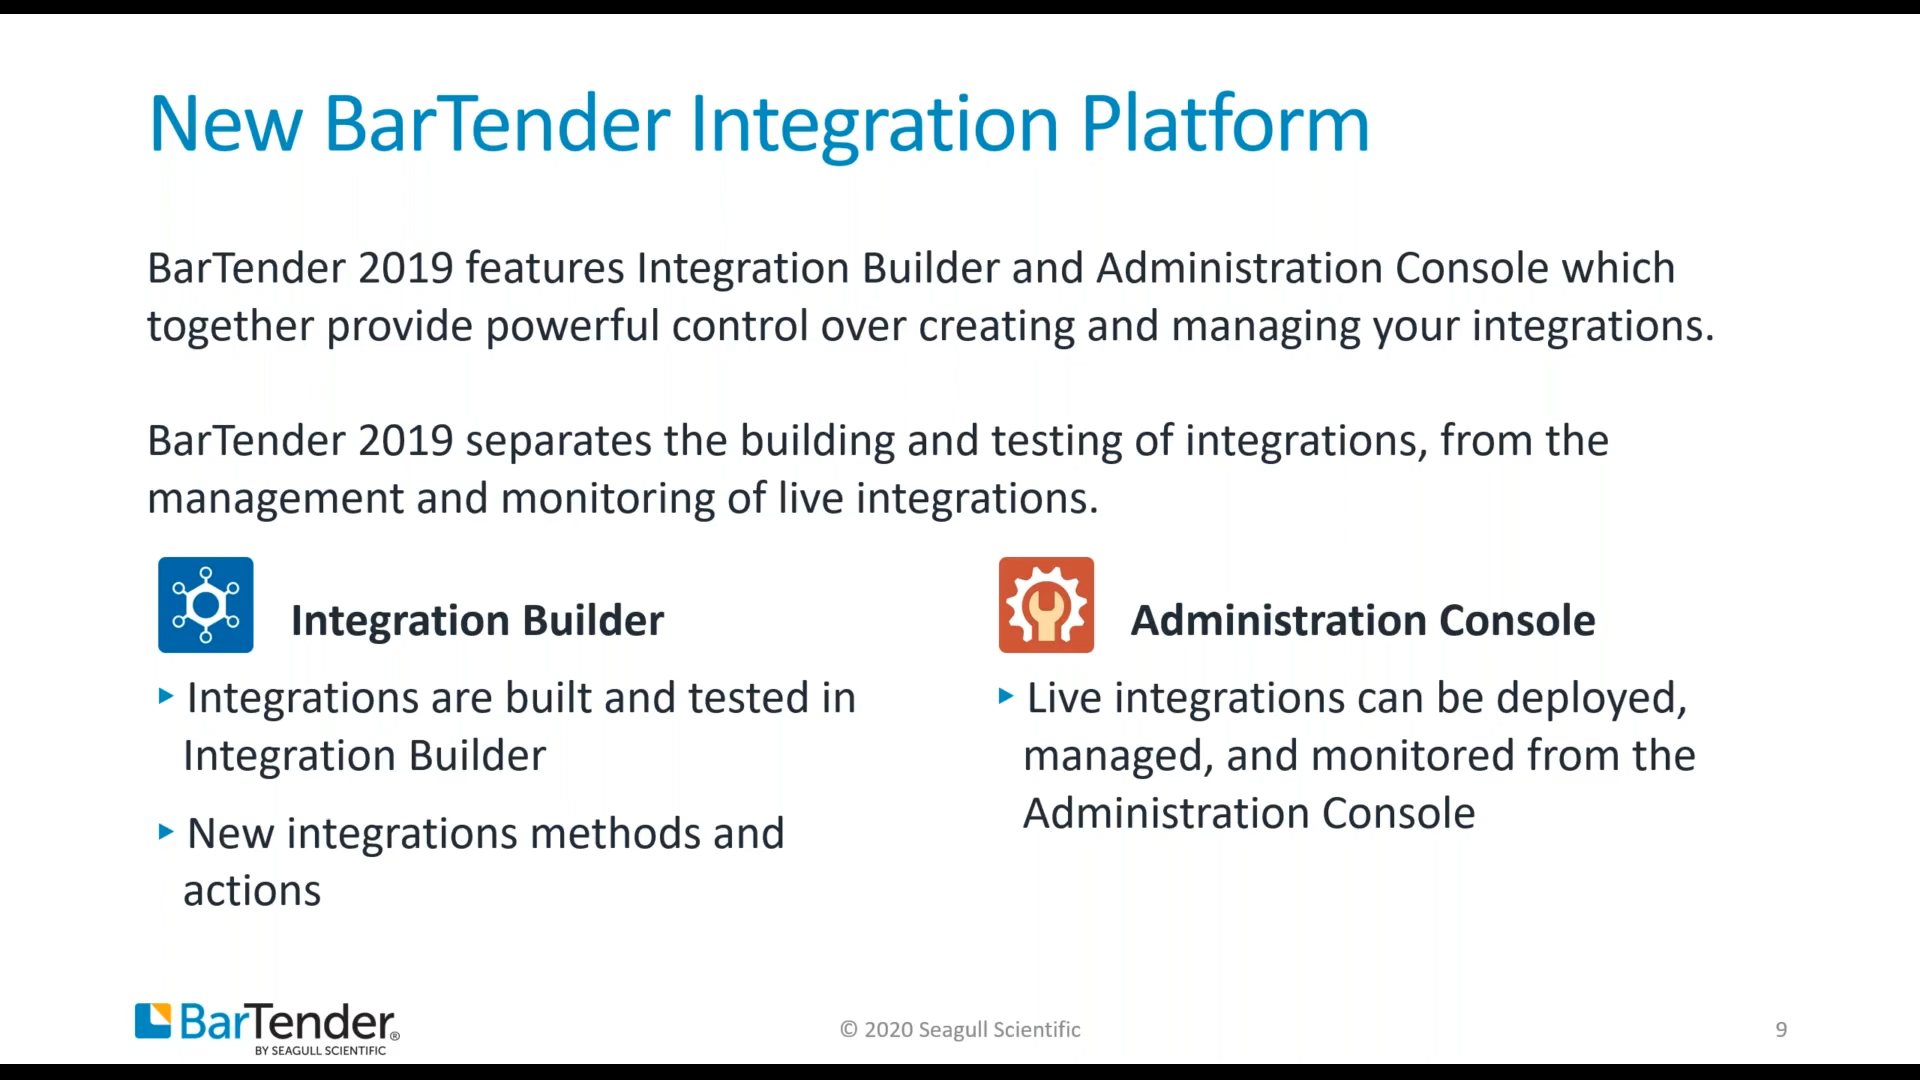 New BarTender Integration Platform
BarTender 2019 features Integration Builder and Administration Console which
together provide powerful control over creating and managing your integrations.
BarTender 2019 separates the building and testing of integrations, from the
management and monitoring of live integrations.
Integration Builder
Integrations are built and tested in
Integration Builder
New integrations methods and
actions
Administration Console
Live integrations can be deployed,
managed, and monitored from the
Administration Console
BarTender®
BY SEAGULL SCIENTIFIC
© 2020 Seagull Scientific
9